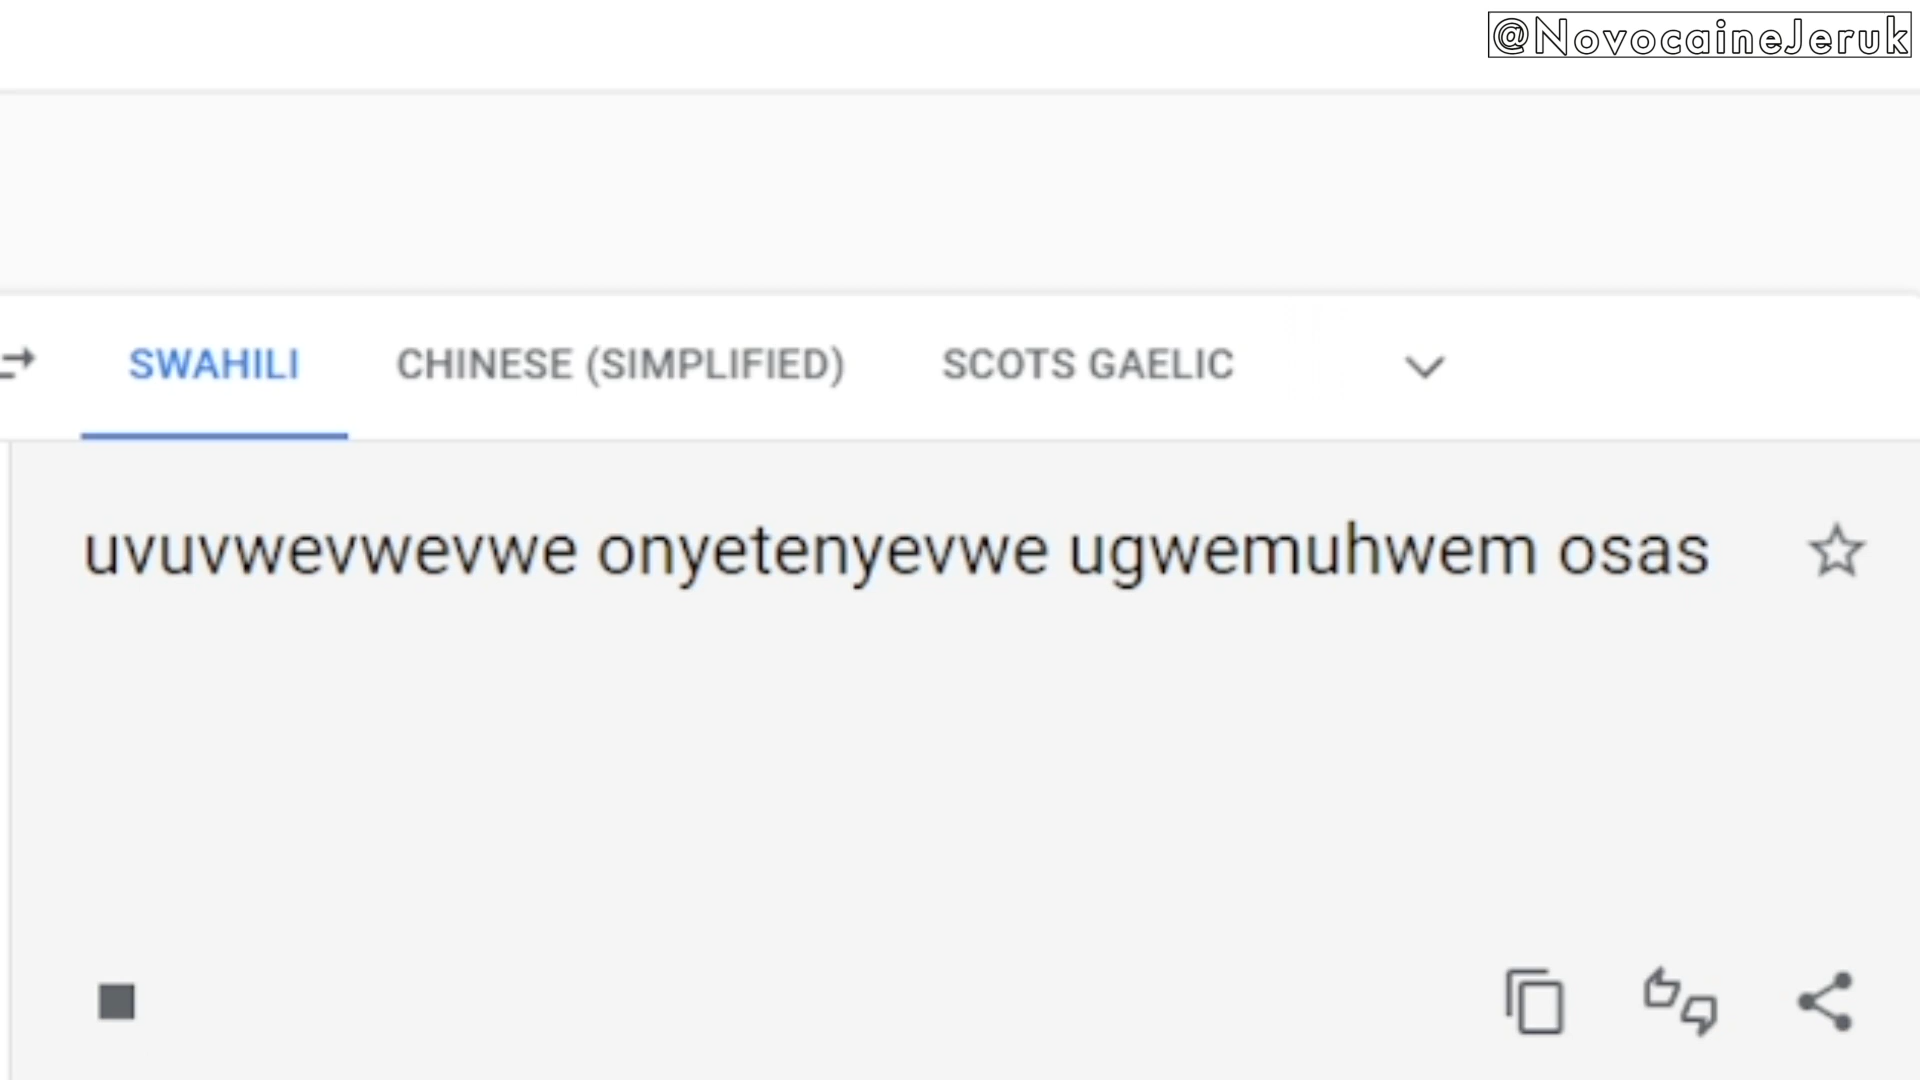 @NovocaineJeruk
SWAHILI CHINESE (SIMPLIFIED) SCOTS GAELIC
uvuvwevwevwe onyetenyevwe ugwemuhwem osas